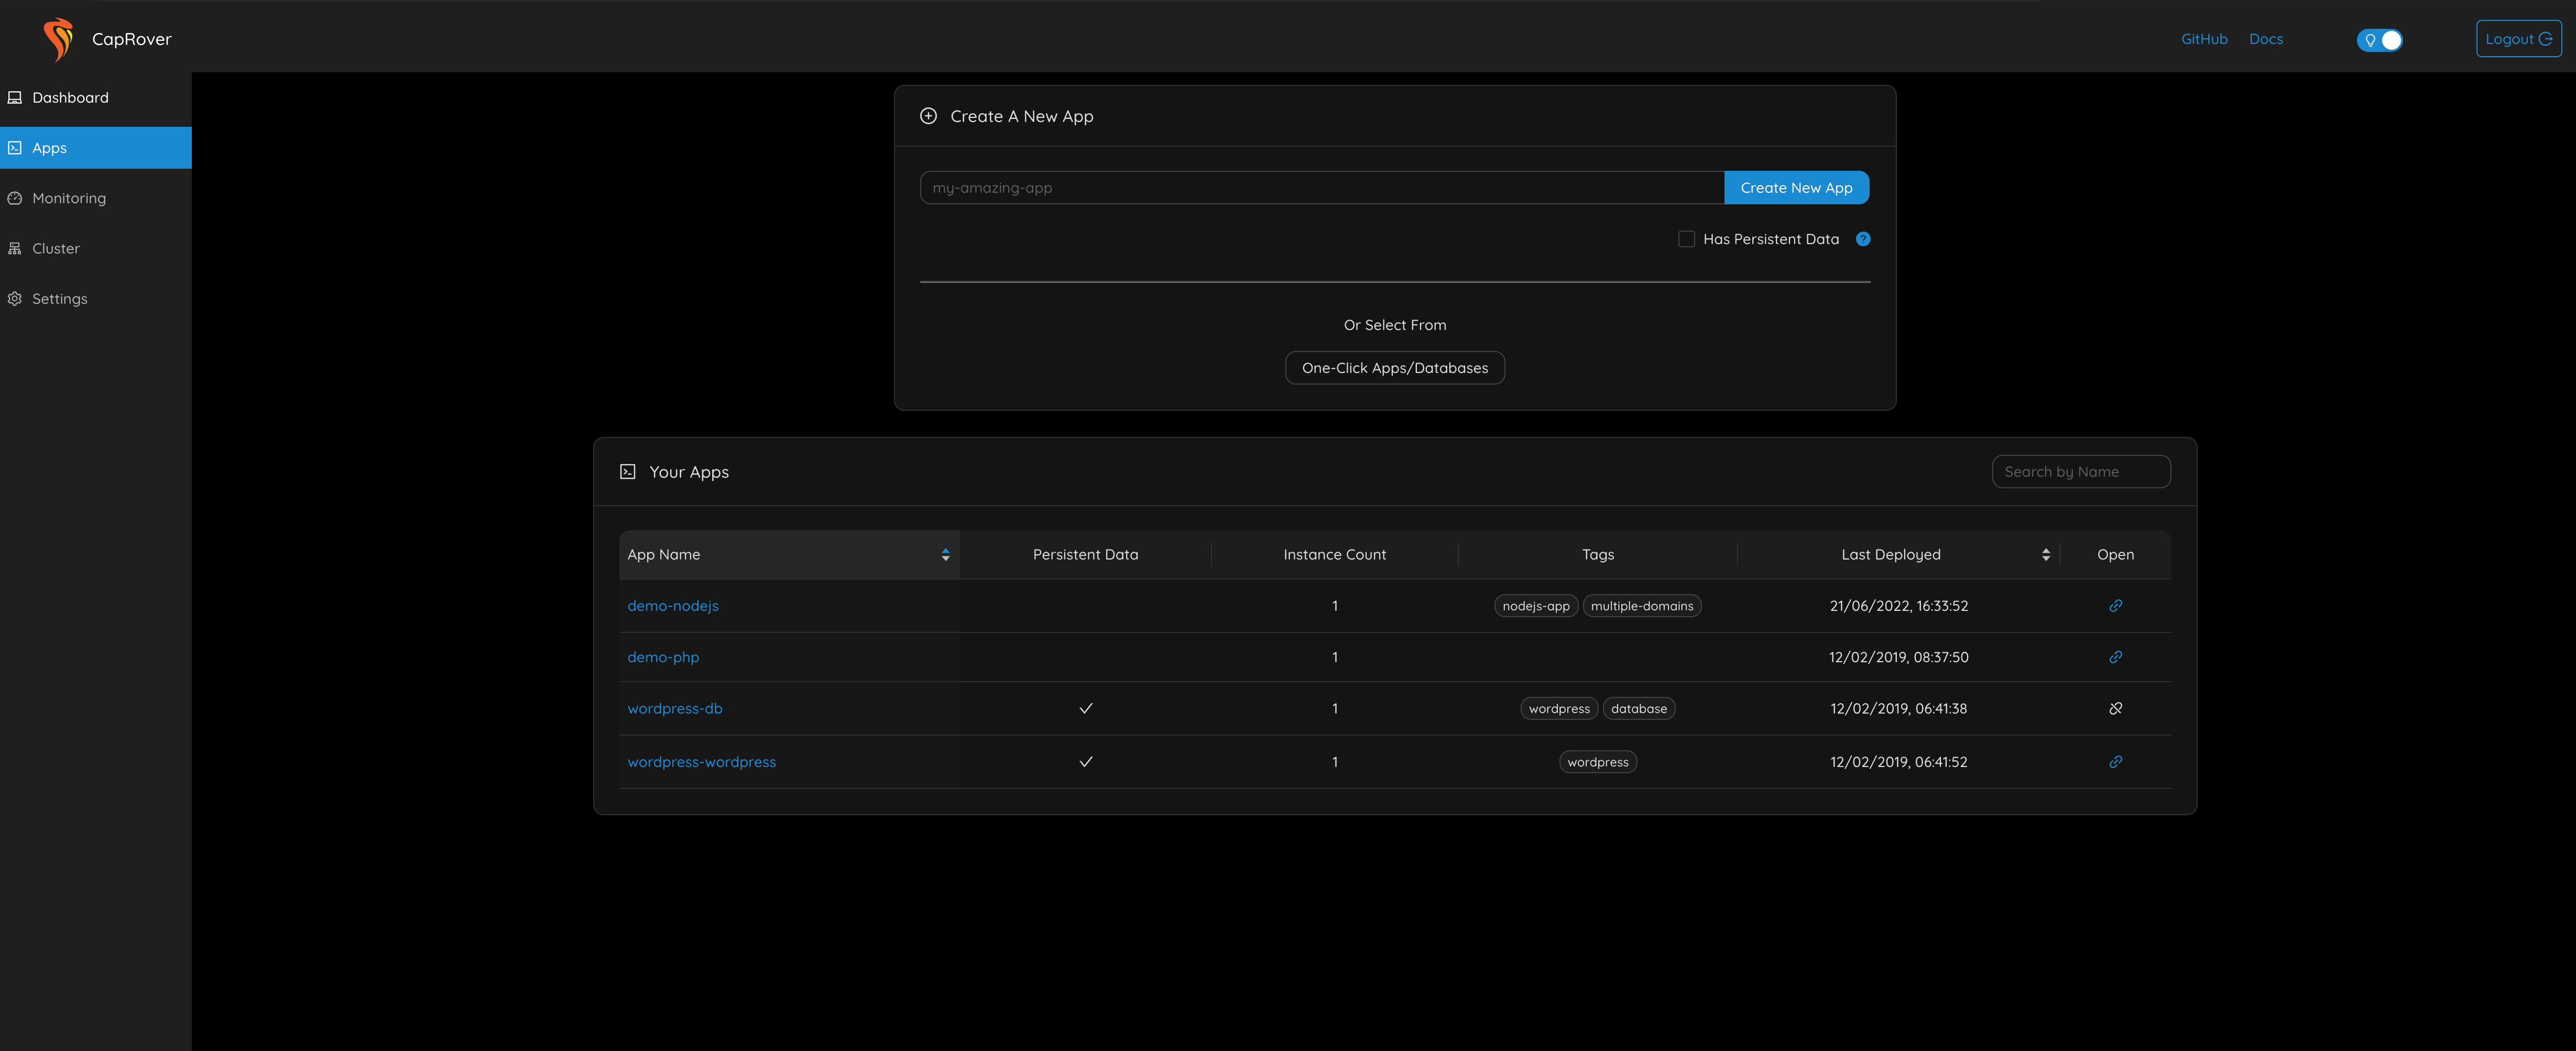 CapRover
GitHub Docs Logout
Dashboard
Apps
Monitoring
Cluster
Settings
Create A New App
my-amazing-app Create New App
Has Persistent Data ?
Or Select From
One-Click Apps/Databases
Your Apps Search by Name
App Name Persistent Data Instance Count Tags Last Deployed Open
demo-nodejs 1 nodejs-app multiple-domains 21/06/2022, 16:33:52
demo-php 1 12/02/2019, 08:37:50
wordpress-db 1 wordpress database 12/02/2019, 06:41:38
wordpress-wordpress 1 wordpress 12/02/2019, 06:41:52